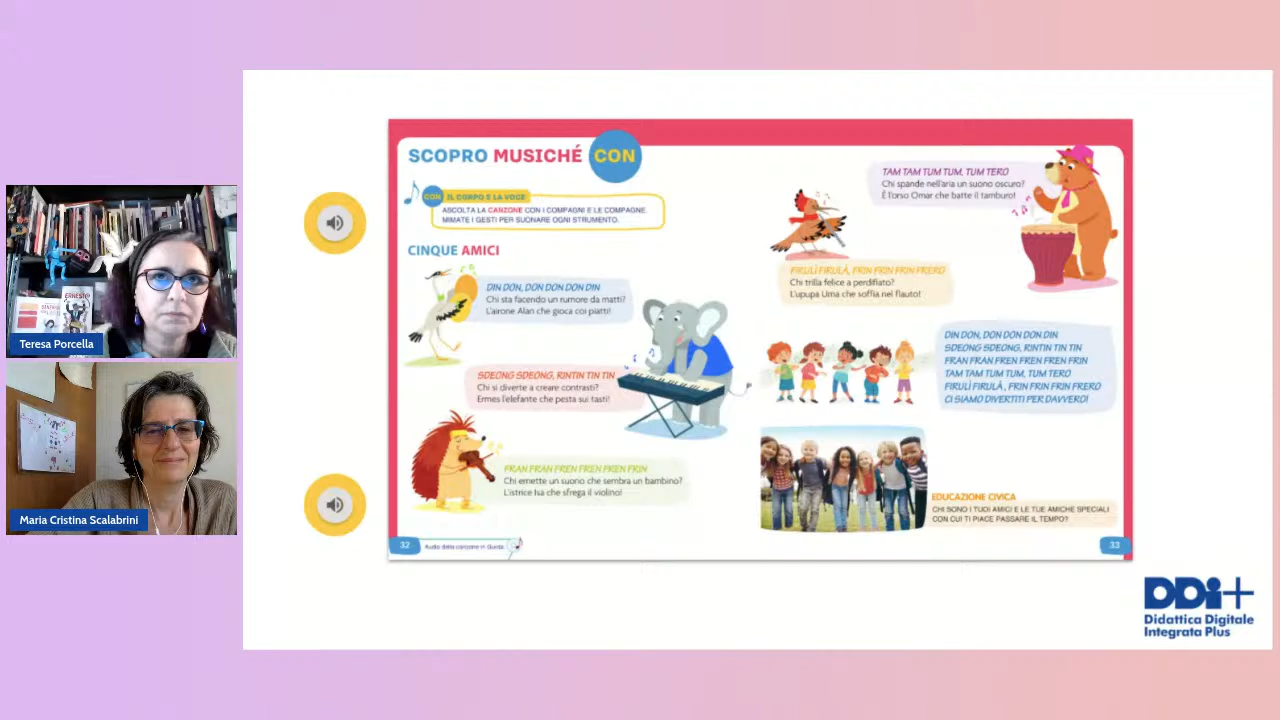 SCOPRO MUSICHÉ CON
CON IL CORPO E LA VOCE
ASCOLTA LA CANZONE CON I COMPAGNI E LE COMPAGNE.
MIMATE I GESTI PER SUONARE OGNI STRUMENTO.
CINQUE AMICI
DIN DON, DON DON DON DIN
Chi sta facendo un rumore da matti?
L'airone Alan che gioca coi piatti!
SDEONG SDEONG, RINTIN TIN TIN
Chi si diverte a creare contrasti?
Ermes l'elefante che pesta sui tasti!
FRAN FRAN FREN FREN FREN FRIN
Chi emette un suono che sembra un bambino?
L'istrice Isa che sfrega il violino!
32
Audio della canzone in Guida
TAM TAM TUM TUM, TUM TERO
Chi spande nell'aria un suono oscuro?
È l'orso Omar che batte il tamburo!
FIRULÌ FIRULÀ, FRIN FRIN FRIN FRERO
Chi trilla felice a perdifiato?
L'upupa Uma che soffia nel flauto!
DIN DON, DON DON DON DIN
SDEONG SDEONG, RINTIN TIN TIN
FRAN FRAN FREN FREN FREN FRIN
TAM TAM TUM TUM, TUM TERO
FIRULÌ FIRULÀ, FRIN FRIN FRIN FRERO
CI SIAMO DIVERTITI PER DAVVERO!
EDUCAZIONE CIVICA
CHI SONO I TUOI AMICI E LE TUE AMICHE SPECIALI
CON CUI TI PIACE PASSARE IL TEMPO?
33
ERNESTO
Teresa Porcella
Maria Cristina Scalabrini
DDi+
Didattica Digitale
Integrata Plus